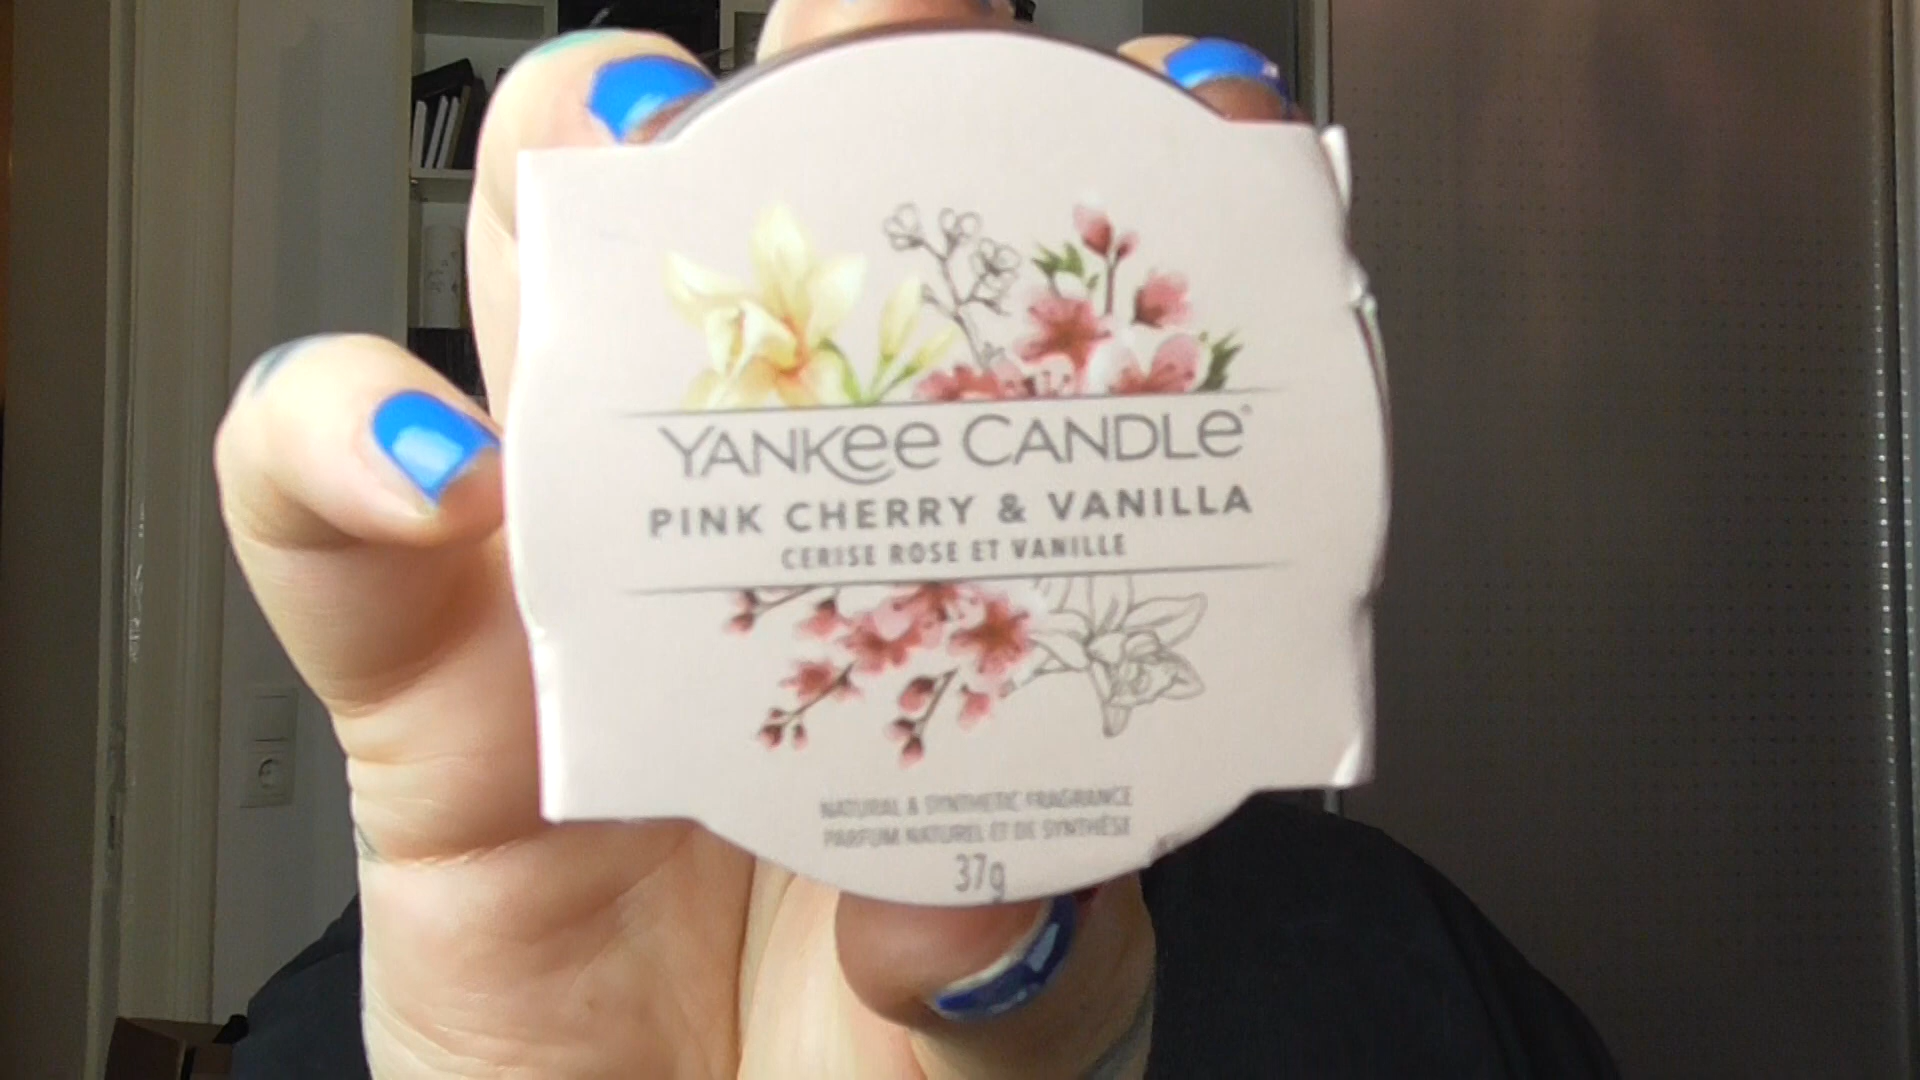 YANKee CANDLe®
PINK CHERRY & VANILLA
CERISE ROSE ET VANILLE
NATURAL & SYNTHETIC FRAGRANCE
PARFUM NATUREL ET DE SYNTHÈSE
37g